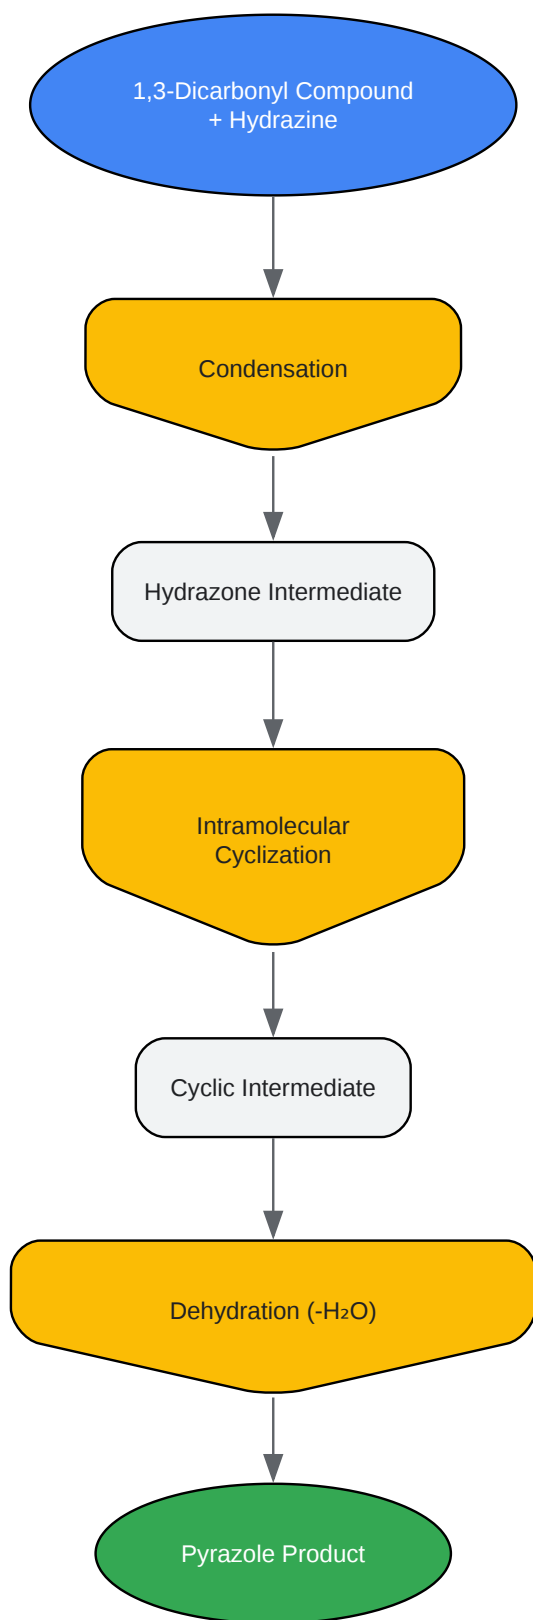 1,3-Dicarbonyl Compound
+ Hydrazine
Condensation
Hydrazone Intermediate
Intramolecular
Cyclization
Cyclic Intermediate
Dehydration (-H₂O)
Pyrazole Product